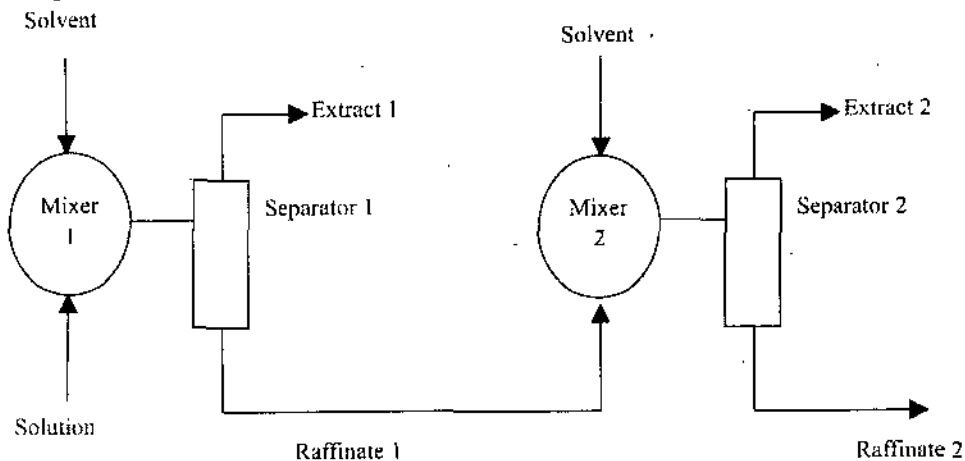 Solvent
Solvent
Extract 1
Extract 2
Mixer
1
Separator 1
Mixer
2
Separator 2
Solution
Raffinate 1
Raffinate 2